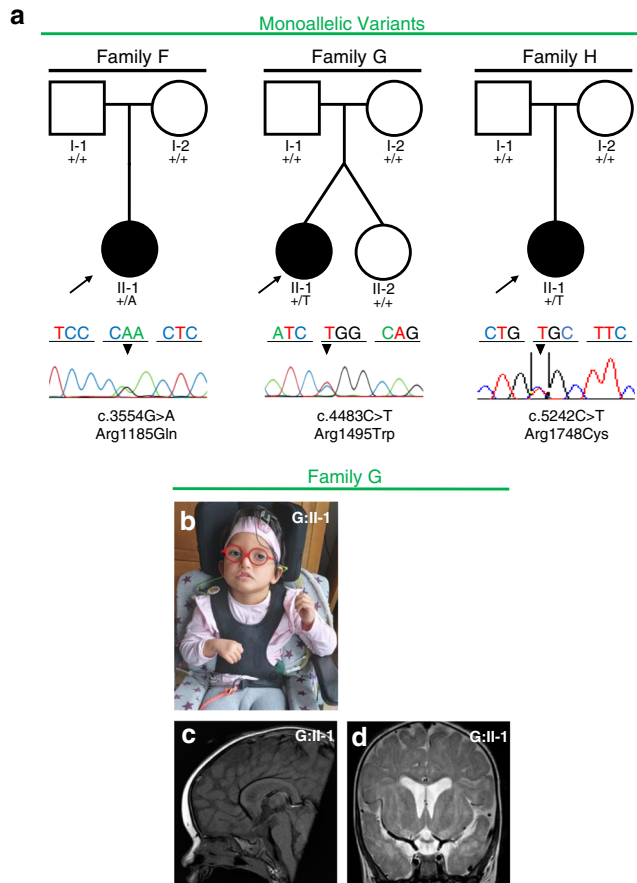 a
Monoallelic Variants
Family F
Family G
Family H
I-1
+/+
I-2
+/+
I-1
+/+
I-2
+/+
I-1
+/+
I-2
+/+
II-1
+/A
II-1
+/T
II-2
+/+
II-1
+/T
TCC CAA CTC
ATC TGG CAG
CTG TGC TTC
c.3554G>A
Arg1185Gln
c.4483C>T
Arg1495Trp
c.5242C>T
Arg1748Cys
Family G
b
G:II-1
c
G:II-1
d
G:II-1